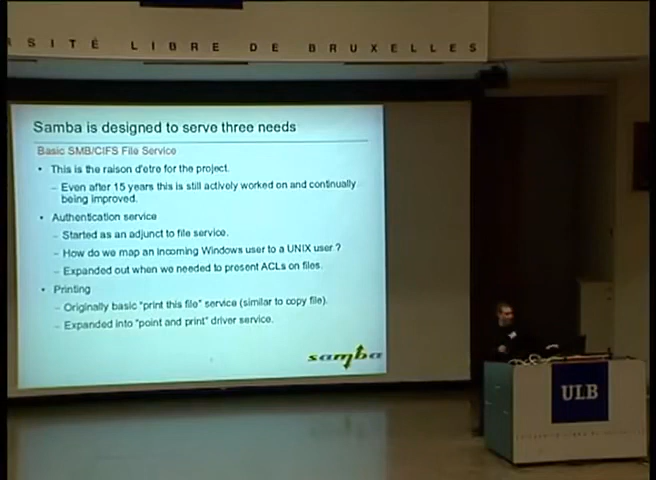 SITÉ LIBRE DE BRUXELLES
Samba is designed to serve three needs
Basic SMB/CIFS File Service
• This is the raison d'etre for the project.
– Even after 15 years this is still actively worked on and continually
being improved.
• Authentication service
– Started as an adjunct to file service.
– How do we map an incoming Windows user to a UNIX user ?
– Expanded out when we needed to present ACLs on files.
• Printing
– Originally basic "print this file" service (similar to copy file).
– Expanded into "point and print" driver service.
samba
ULB